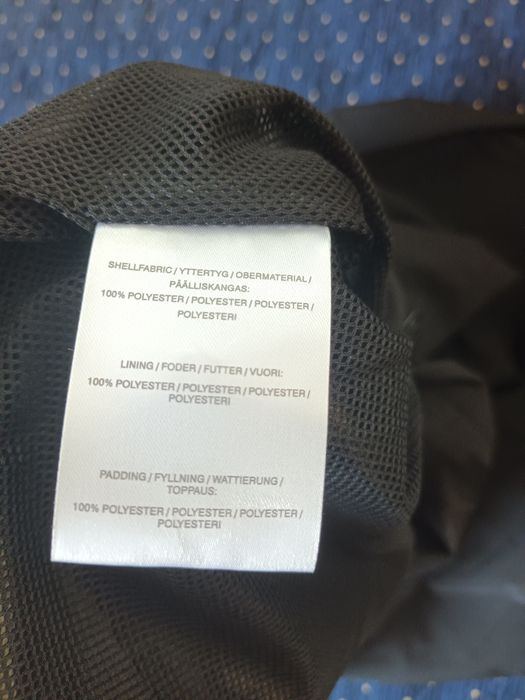 SHELLFABRIC / YTTERTYG / OBERMATERIAL /
PÄÄLLISKANGAS:
100% POLYESTER / POLYESTER / POLYESTER /
POLYESTERI
LINING / FODER / FUTTER / VUORI:
100% POLYESTER / POLYESTER / POLYESTER /
POLYESTERI
PADDING / FYLLNING / WATTIERUNG /
TOPPAUS:
100% POLYESTER / POLYESTER / POLYESTER /
POLYESTERI